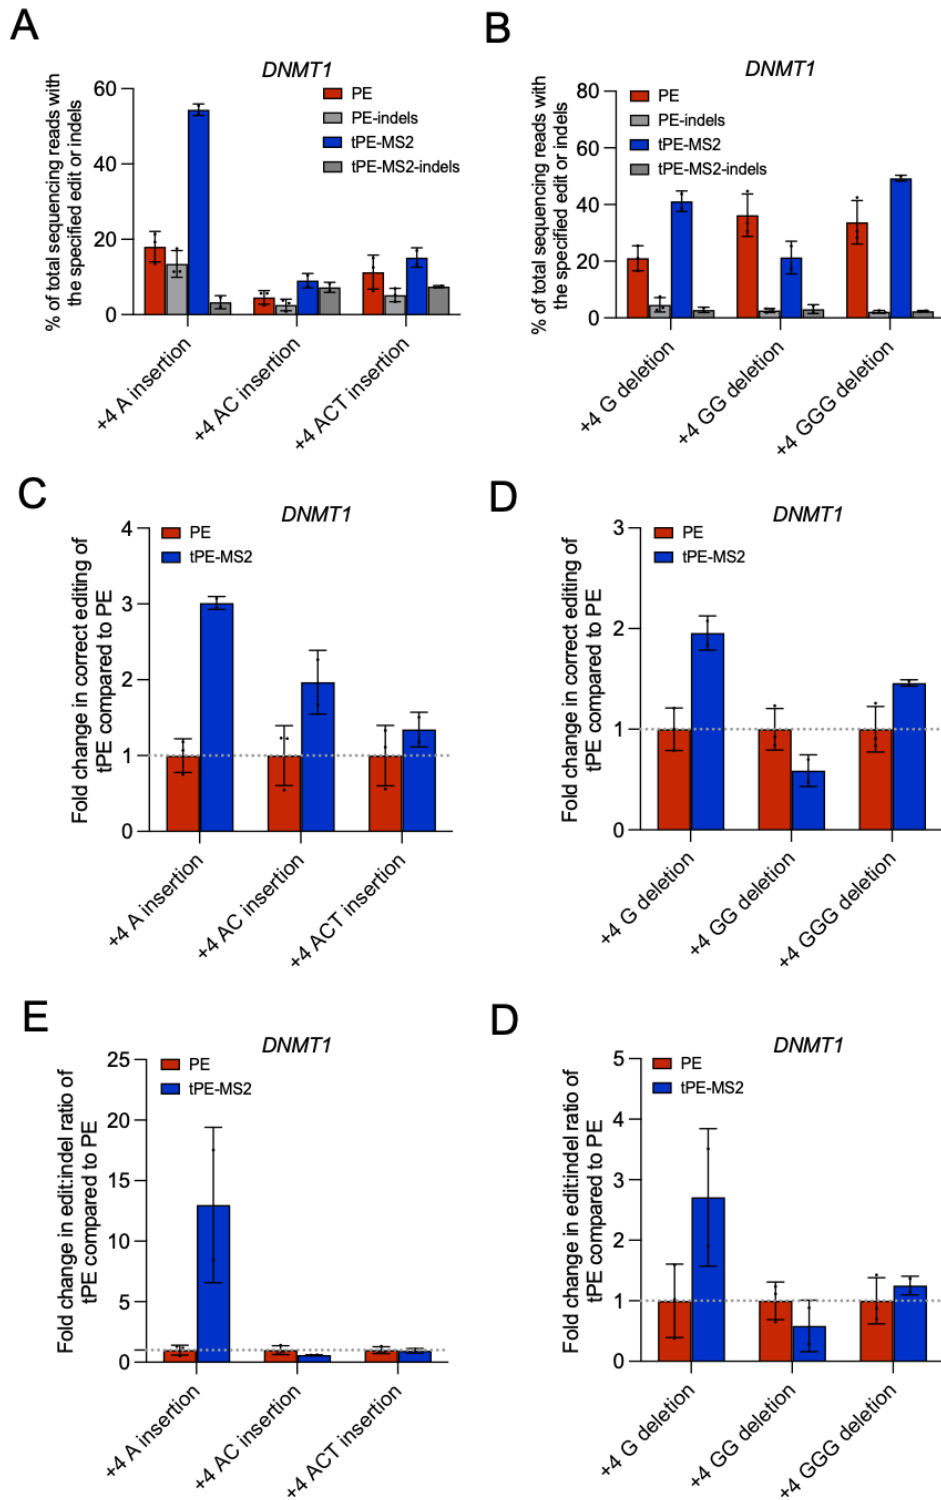 A
DNMT1
% of total sequencing reads with
the specified edit or indels
60
40
20
0
PE
PE-indels
tPE-MS2
tPE-MS2-indels
+4 A insertion
+4 AC insertion
+4 ACT insertion
B
DNMT1
% of total sequencing reads with
the specified edit or indels
80
60
40
20
0
PE
PE-indels
tPE-MS2
tPE-MS2-indels
+4 G deletion
+4 GG deletion
+4 GGG deletion
C
DNMT1
Fold change in correct editing of
tPE compared to PE
4
3
2
1
0
PE
tPE-MS2
+4 A insertion
+4 AC insertion
+4 ACT insertion
D
DNMT1
Fold change in correct editing of
tPE compared to PE
3
2
1
0
PE
tPE-MS2
+4 G deletion
+4 GG deletion
+4 GGG deletion
E
DNMT1
Fold change in edit:indel ratio of
tPE compared to PE
25
20
15
10
5
0
PE
tPE-MS2
+4 A insertion
+4 AC insertion
+4 ACT insertion
D
DNMT1
Fold change in edit:indel ratio of
tPE compared to PE
5
4
3
2
1
0
PE
tPE-MS2
+4 G deletion
+4 GG deletion
+4 GGG deletion